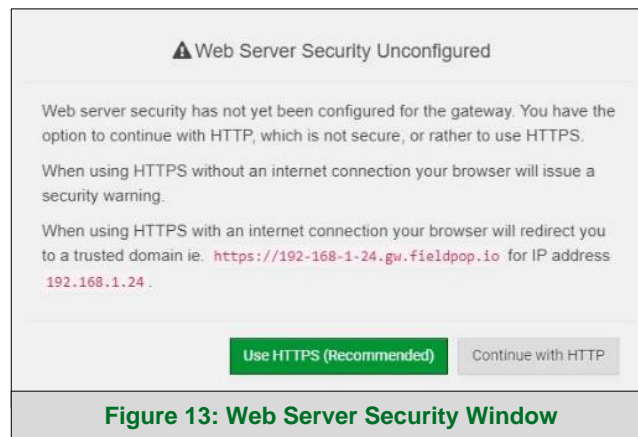 Web Server Security Unconfigured
Web server security has not yet been configured for the gateway. You have the
option to continue with HTTP, which is not secure, or rather to use HTTPS.
When using HTTPS without an internet connection your browser will issue a
security warning.
When using HTTPS with an internet connection your browser will redirect you
to a trusted domain ie. https://192-168-1-24.gw.fieldpop.io for IP address
192.168.1.24 .
Use HTTPS (Recommended) Continue with HTTP
Figure 13: Web Server Security Window